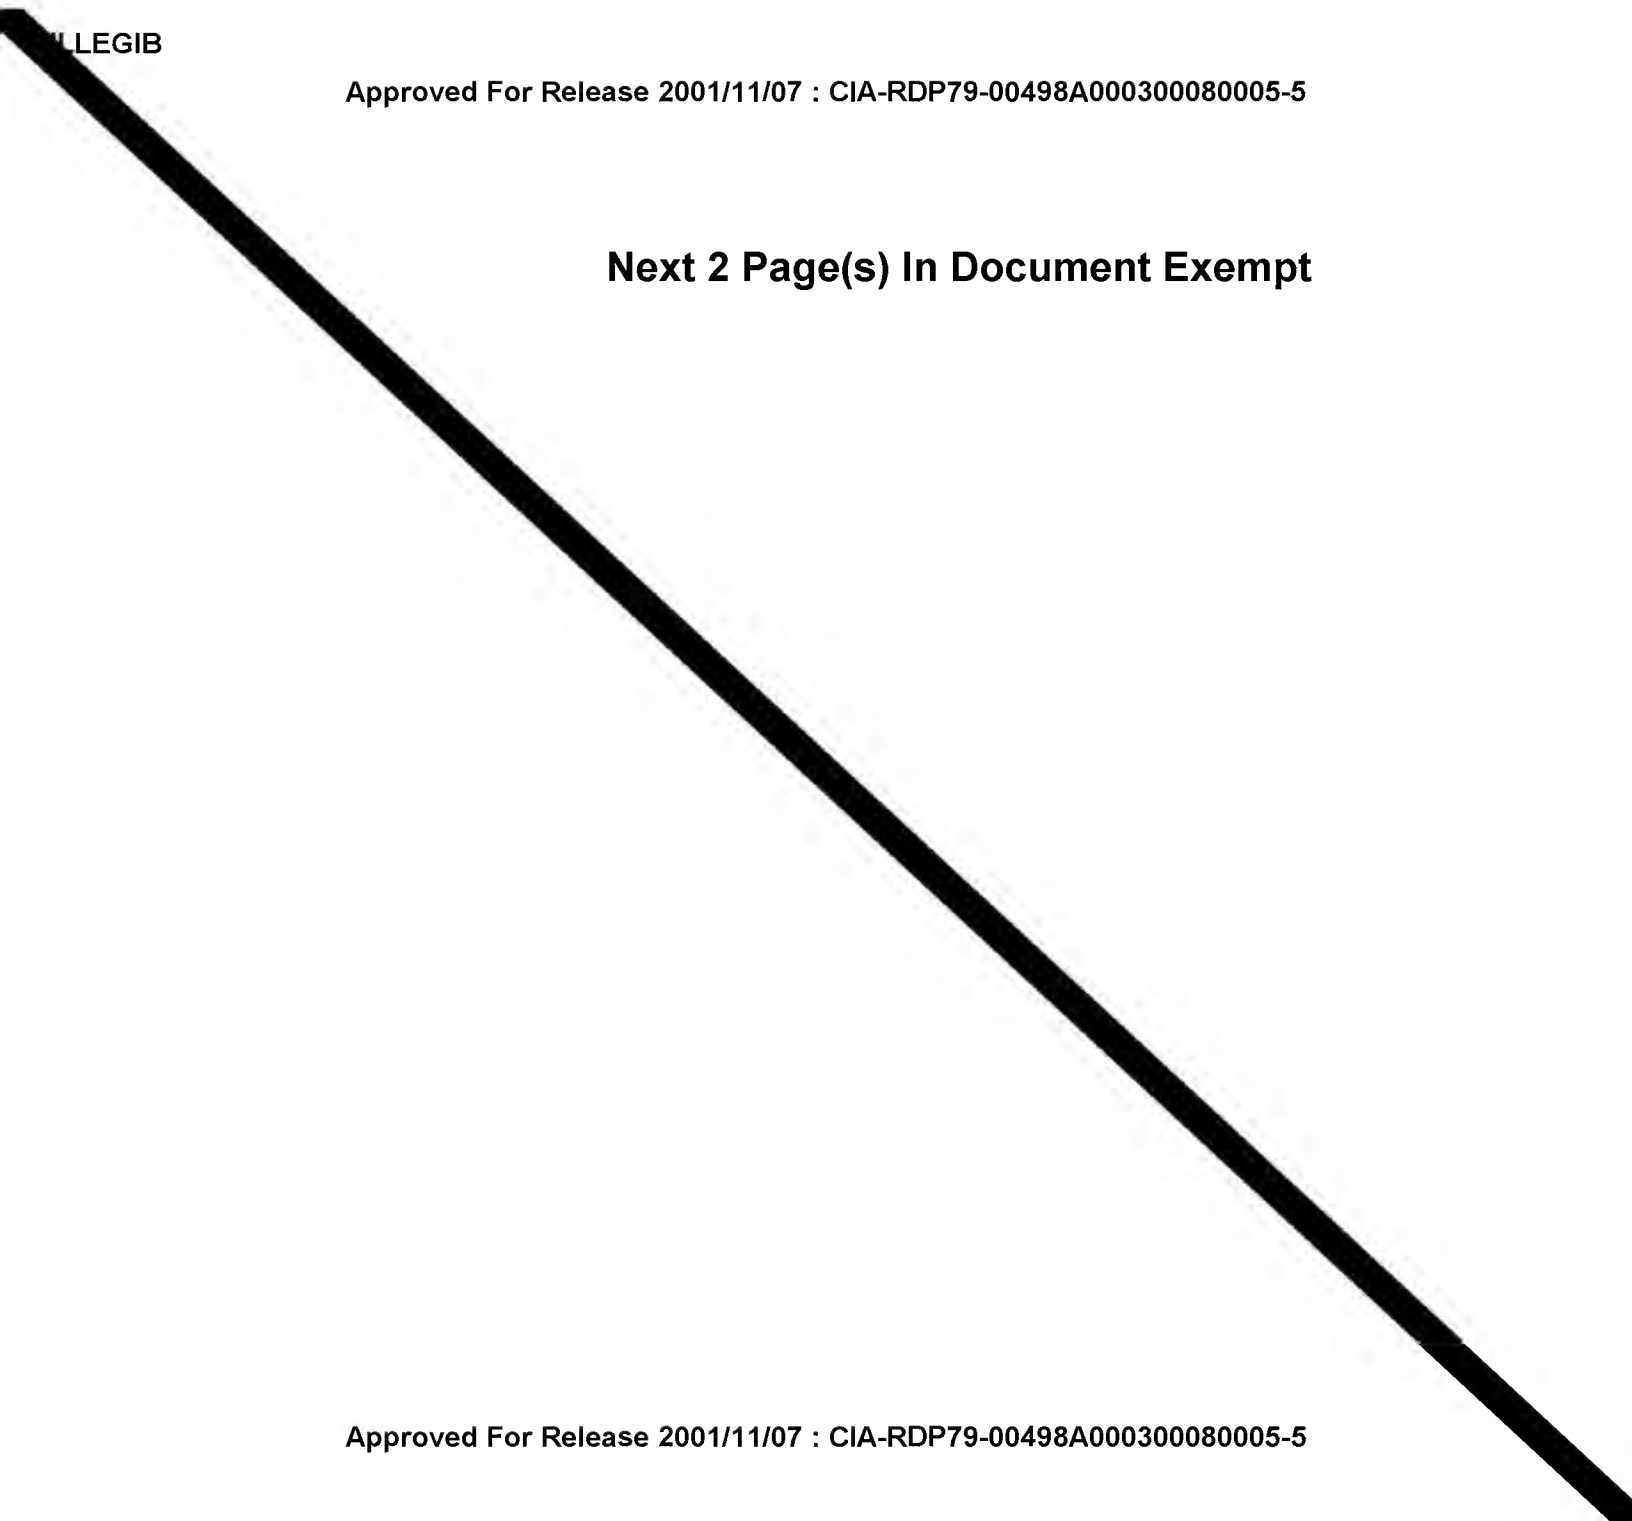 ILLEGIB
Approved For Release 2001/11/07 : CIA-RDP79-00498A000300080005-5
Next 2 Page(s) In Document Exempt
Approved For Release 2001/11/07 : CIA-RDP79-00498A000300080005-5